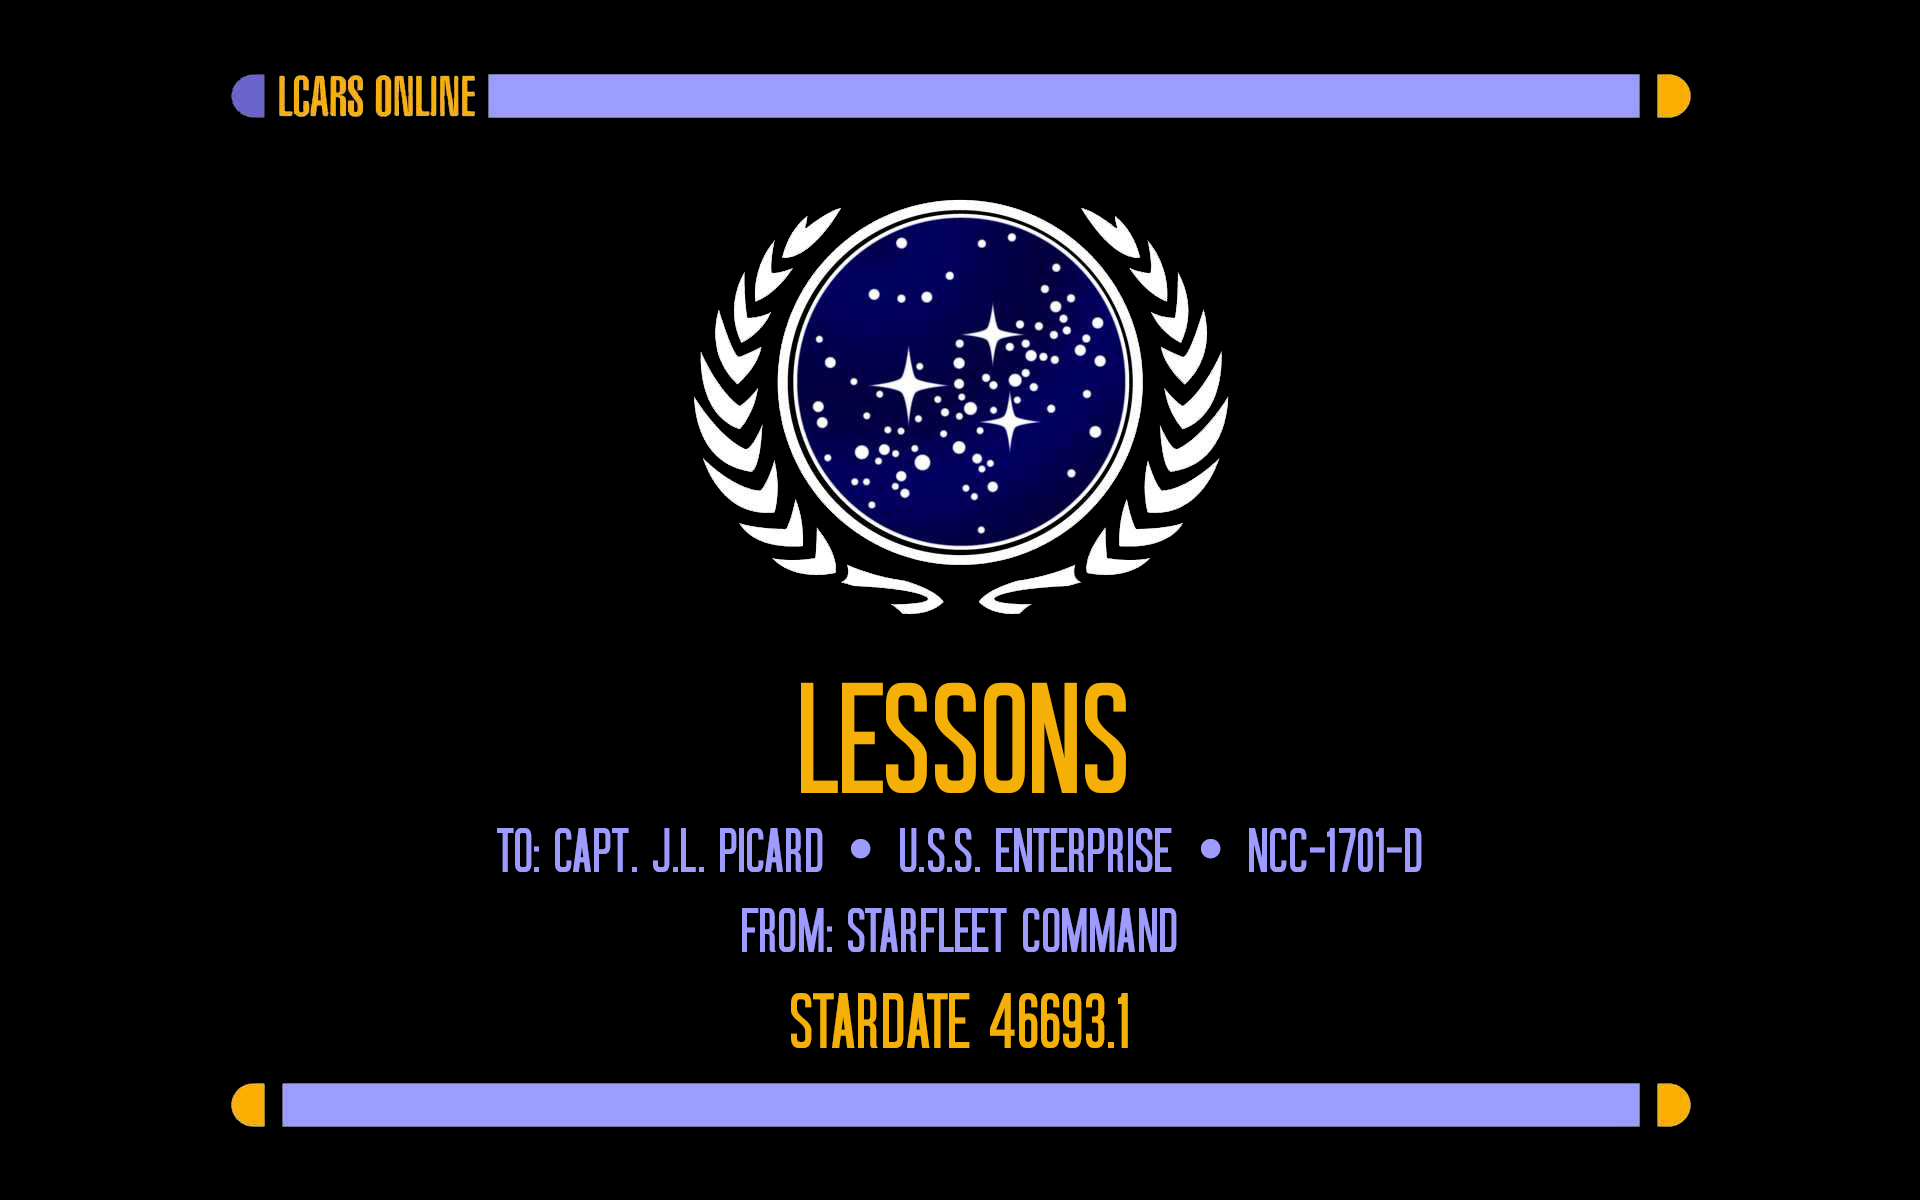 LCARS ONLINE
LESSONS
TO: CAPT. J.L. PICARD • U.S.S. ENTERPRISE • NCC-1701-D
FROM: STARFLEET COMMAND
STARDATE 46693.1